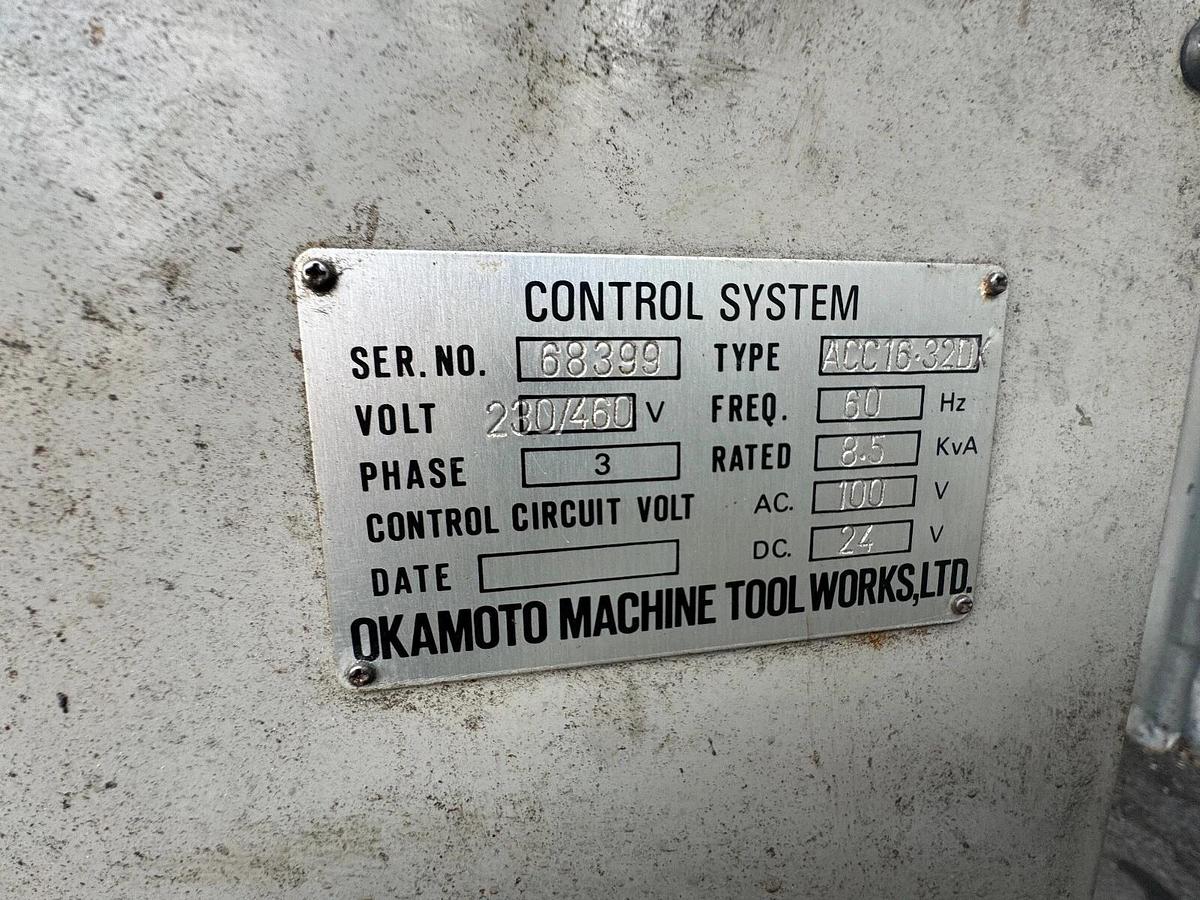 CONTROL SYSTEM
SER. NO. 68399 TYPE ACC16·32DX
VOLT 230/460 V FREQ. 60 Hz
PHASE 3 RATED 8.5 KvA
CONTROL CIRCUIT VOLT AC. 100 V
DC. 24 V
DATE
OKAMOTO MACHINE TOOL WORKS,LTD.